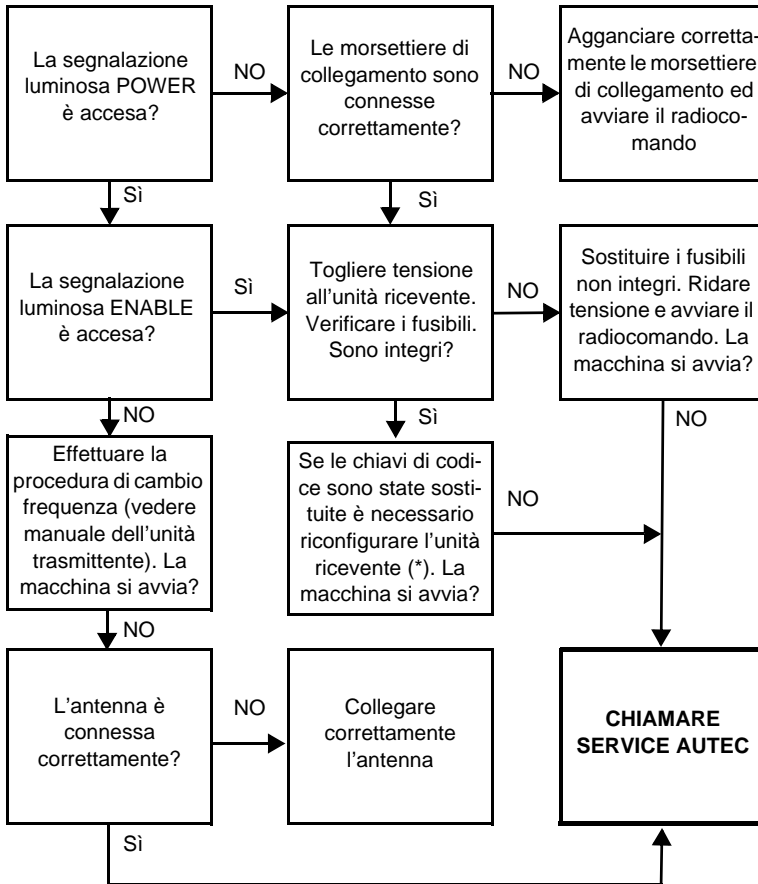 La segnalazione
luminosa POWER
è accesa?
NO
Le morsettiere di
collegamento sono
connesse
correttamente?
NO
Agganciare corretta-
mente le morsettiere
di collegamento ed
avviare il radioco-
mando
Sì
Sì
La segnalazione
luminosa ENABLE
è accesa?
Sì
Togliere tensione
all'unità ricevente.
Verificare i fusibili.
Sono integri?
NO
Sostituire i fusibili
non integri. Ridare
tensione e avviare il
radiocomando. La
macchina si avvia?
NO
Sì
NO
Effettuare la
procedura di cambio
frequenza (vedere
manuale dell'unità
trasmittente). La
macchina si avvia?
Se le chiavi di codi-
ce sono state sosti-
tuite è necessario
riconfigurare l'unità
ricevente (*). La
macchina si avvia?
NO
NO
L'antenna è
connessa
correttamente?
NO
Collegare
correttamente
l'antenna
CHIAMARE
SERVICE AUTEC
Sì